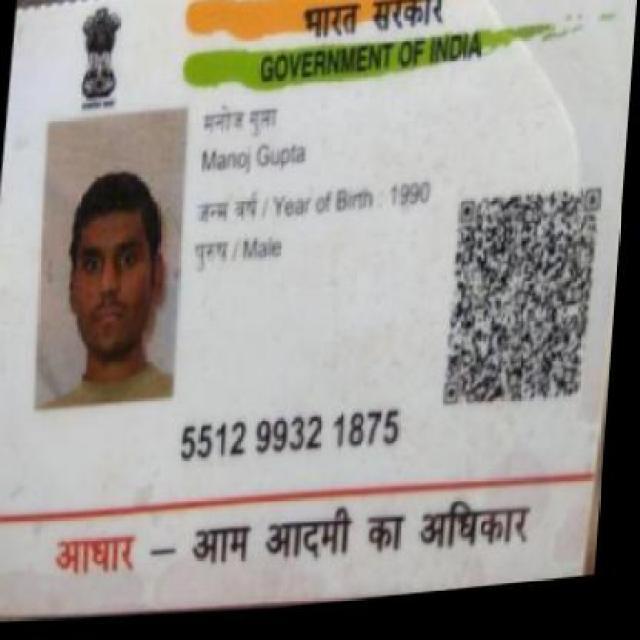 भारत सरकार
GOVERNMENT OF INDIA
मनोज गुप्ता
Manoj Gupta
जन्म वर्ष / Year of Birth : 1990
पुरुष / Male
5512 9932 1875
आधार – आम आदमी का अधिकार